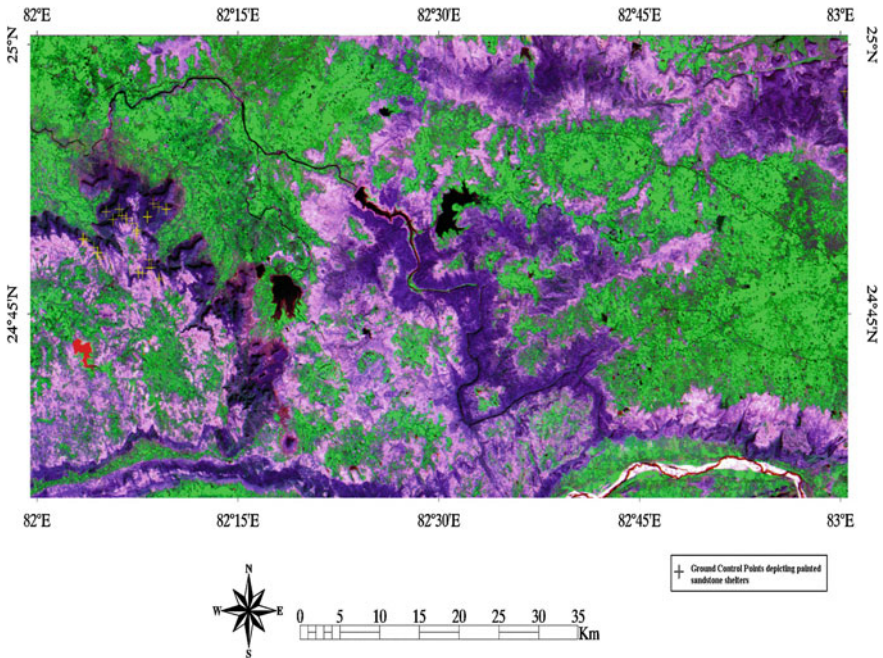 82°E 82°15'E 82°30'E 82°45'E 83°E
25°N 25°N
24°45'N 24°45'N
82°E 82°15'E 82°30'E 82°45'E 83°E
Ground Control Points depicting painted
sandstone shelters
N
W E
S
0 5 10 15 20 25 30 35
Km